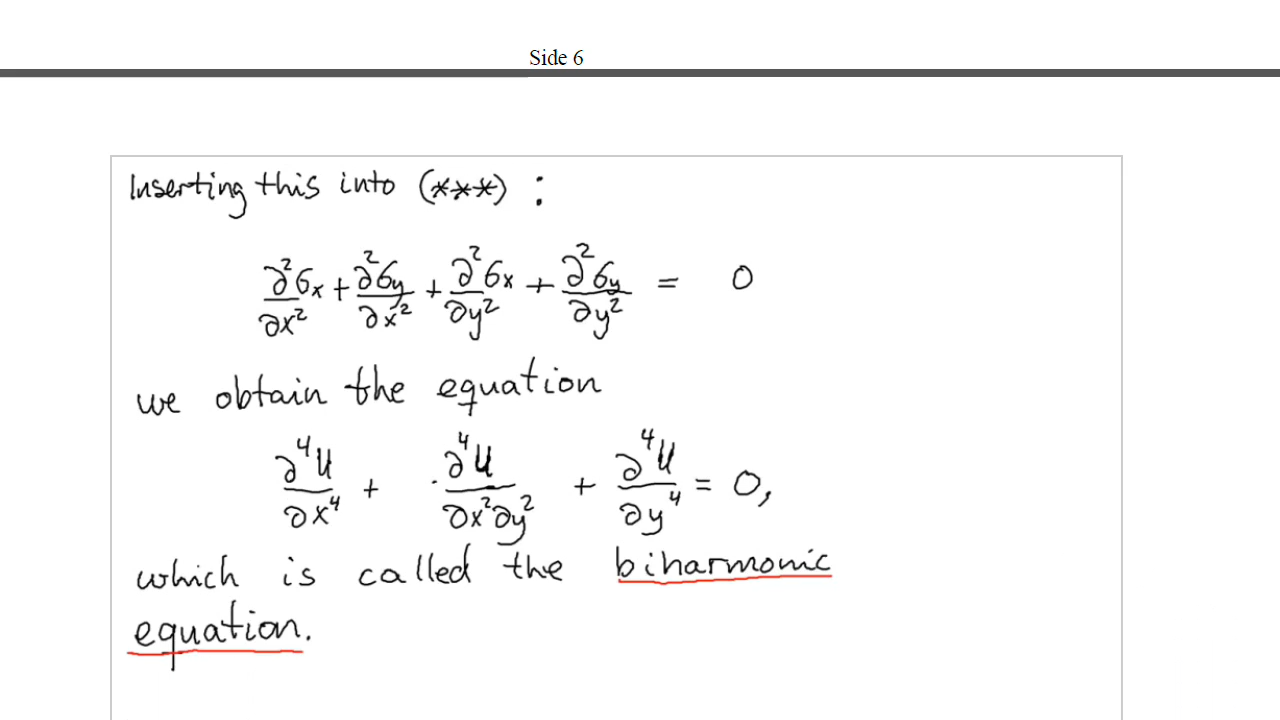 Side 6
Inserting this into (***) :
∂²σx/∂x² + ∂²σy/∂x² + ∂²σx/∂y² + ∂²σy/∂y² = 0
we obtain the equation
∂⁴U/∂x⁴ + · ∂⁴U/∂x²∂y² + ∂⁴U/∂y⁴ = 0,
which is called the biharmonic
equation.